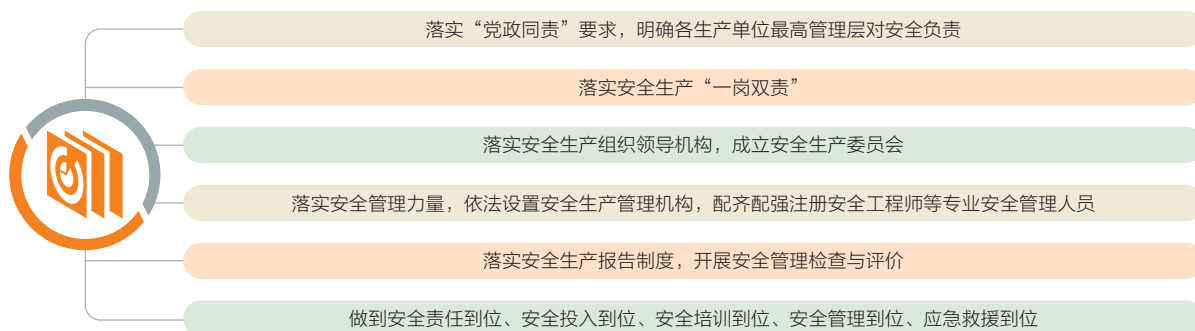 落实“党政同责”要求，明确各生产单位最高管理层对安全负责
落实安全生产“一岗双责”
落实安全生产组织领导机构，成立安全生产委员会
落实安全管理力量，依法设置安全生产管理机构，配齐配强注册安全工程师等专业安全管理人员
落实安全生产报告制度，开展安全管理检查与评价
做到安全责任到位、安全投入到位、安全培训到位、安全管理到位、应急救援到位